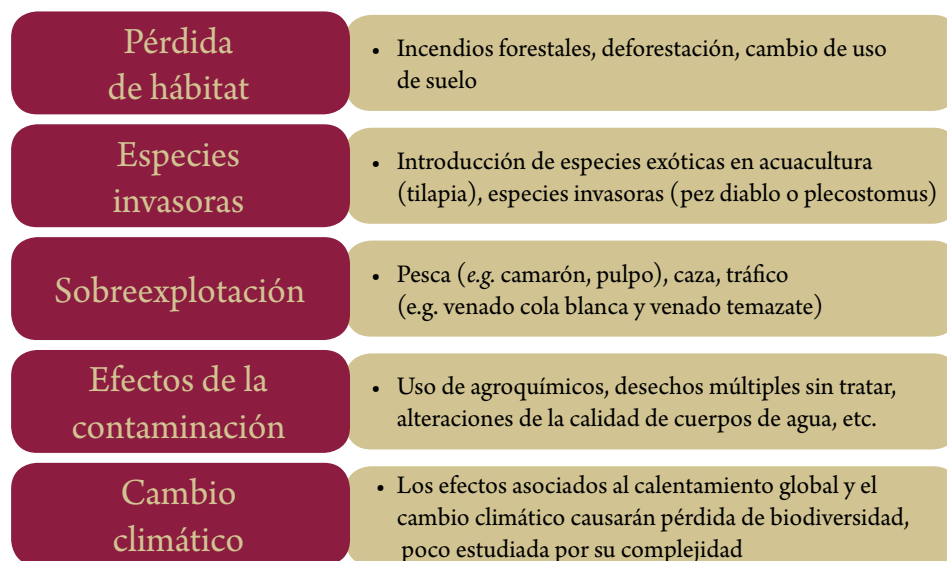 Pérdida
de hábitat
• Incendios forestales, deforestación, cambio de uso
de suelo
Especies
invasoras
• Introducción de especies exóticas en acuacultura
(tilapia), especies invasoras (pez diablo o plecostomus)
Sobreexplotación
• Pesca (e.g. camarón, pulpo), caza, tráfico
(e.g. venado cola blanca y venado temazate)
Efectos de la
contaminación
• Uso de agroquímicos, desechos múltiples sin tratar,
alteraciones de la calidad de cuerpos de agua, etc.
Cambio
climático
• Los efectos asociados al calentamiento global y el
cambio climático causarán pérdida de biodiversidad,
poco estudiada por su complejidad